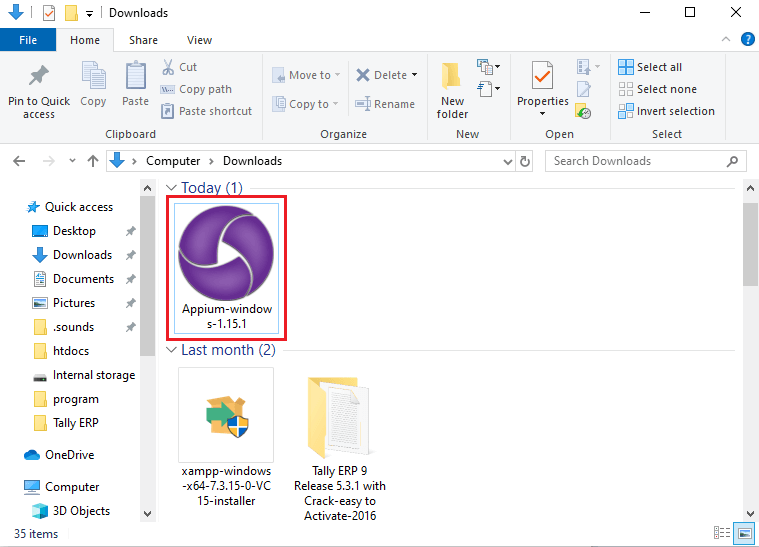 Downloads
File
Home
Share
View
Pin to Quick
access
Copy
Paste
Cut
Copy path
Paste shortcut
Clipboard
Move to
Copy to
Delete
Rename
Organize
New
folder
New
Properties
Open
Select all
Select none
Invert selection
Select
Computer
Downloads
Search Downloads
Quick access
Desktop
Downloads
Documents
Pictures
.sounds
htdocs
Internal storage
program
Tally ERP
OneDrive
Computer
3D Objects
Today (1)
Appium-window
s-1.15.1
Last month (2)
xampp-windows
-x64-7.3.15-0-VC
15-installer
Tally ERP 9
Release 5.3.1 with
Crack-easy to
Activate-2016
35 items